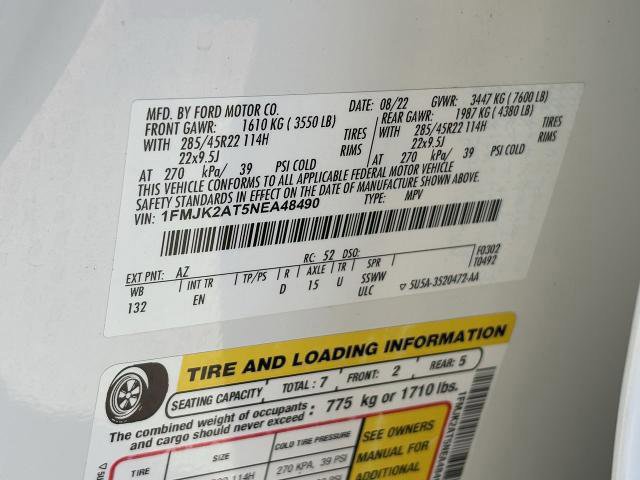 MFD. BY FORD MOTOR CO. DATE: 08/22 GVWR: 3447 KG (7600 LB)
FRONT GAWR: 1610 KG (3550 LB) REAR GAWR: 1987 KG (4380 LB)
WITH 285/45R22 114H TIRES WITH 285/45R22 114H TIRES
22x9.5J RIMS 22x9.5J RIMS
AT 270 kPa/ 39 PSI COLD AT 270 kPa/ 39 PSI COLD
THIS VEHICLE CONFORMS TO ALL APPLICABLE FEDERAL MOTOR VEHICLE
SAFETY STANDARDS IN EFFECT ON THE DATE OF MANUFACTURE SHOWN ABOVE.
VIN: 1FMJK2AT5NEA48490 TYPE: MPV
F0302
T0492
EXT PNT: AZ RC: 52 DSO:
WB INT TR TP/PS R AXLE TR SPR
132 EN D 15 U SSWW
ULC ▽ 5U5A-3520472-AA
TIRE AND LOADING INFORMATION
SEATING CAPACITY TOTAL : 7 FRONT: 2 REAR: 5
The combined weight of occupants and cargo should never exceed : 775 kg or 1710 lbs.
TIRE SIZE COLD TIRE PRESSURE SEE OWNERS
MANUAL FOR
114H 270 KPA, 39 PSI ADDITIONAL